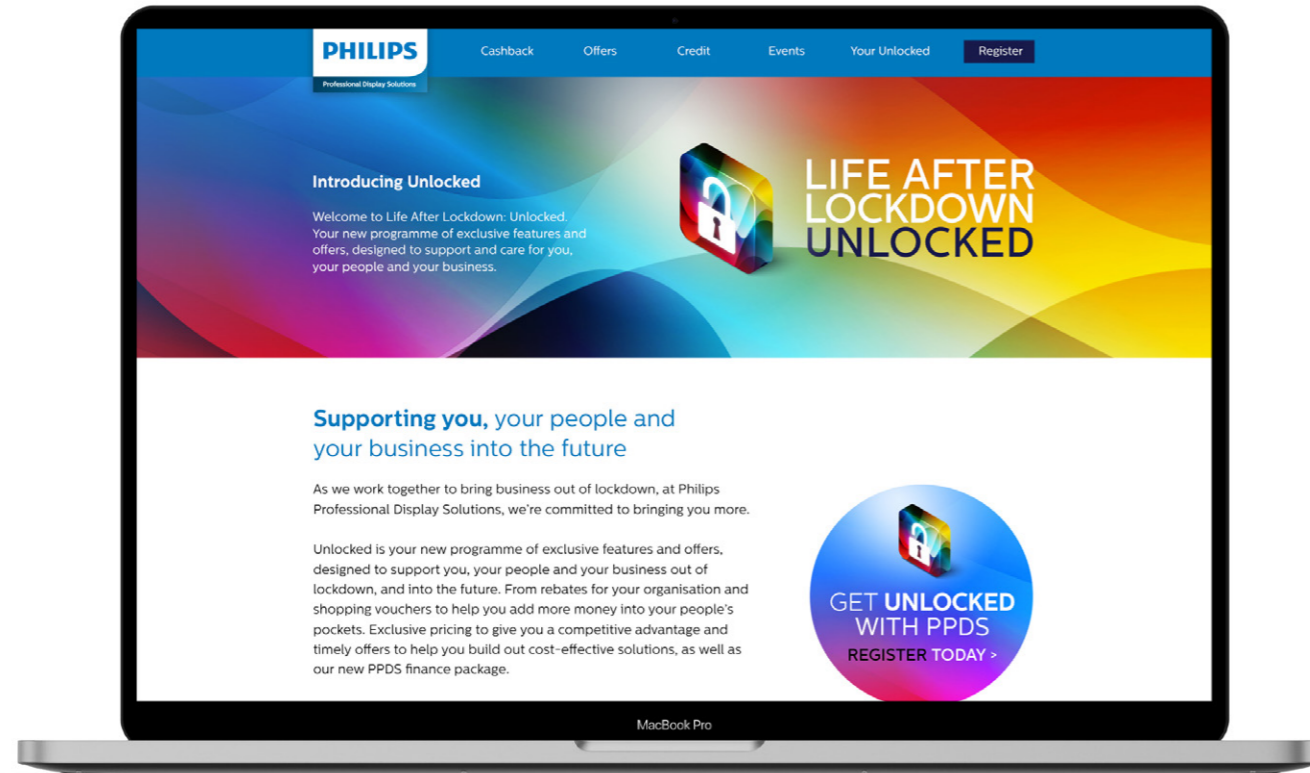 PHILIPS
Professional Display Solutions
Cashback
Offers
Credit
Events
Your Unlocked
Register
Introducing Unlocked
Welcome to Life After Lockdown: Unlocked.
Your new programme of exclusive features and
offers, designed to support and care for you,
your people and your business.
LIFE AFTER
LOCKDOWN
UNLOCKED
Supporting you, your people and
your business into the future
As we work together to bring business out of lockdown, at Philips
Professional Display Solutions, we're committed to bringing you more.
Unlocked is your new programme of exclusive features and offers,
designed to support you, your people and your business out of
lockdown, and into the future. From rebates for your organisation and
shopping vouchers to help you add more money into your people's
pockets. Exclusive pricing to give you a competitive advantage and
timely offers to help you build out cost-effective solutions, as well as
our new PPDS finance package.
GET UNLOCKED
WITH PPDS
REGISTER TODAY >
MacBook Pro